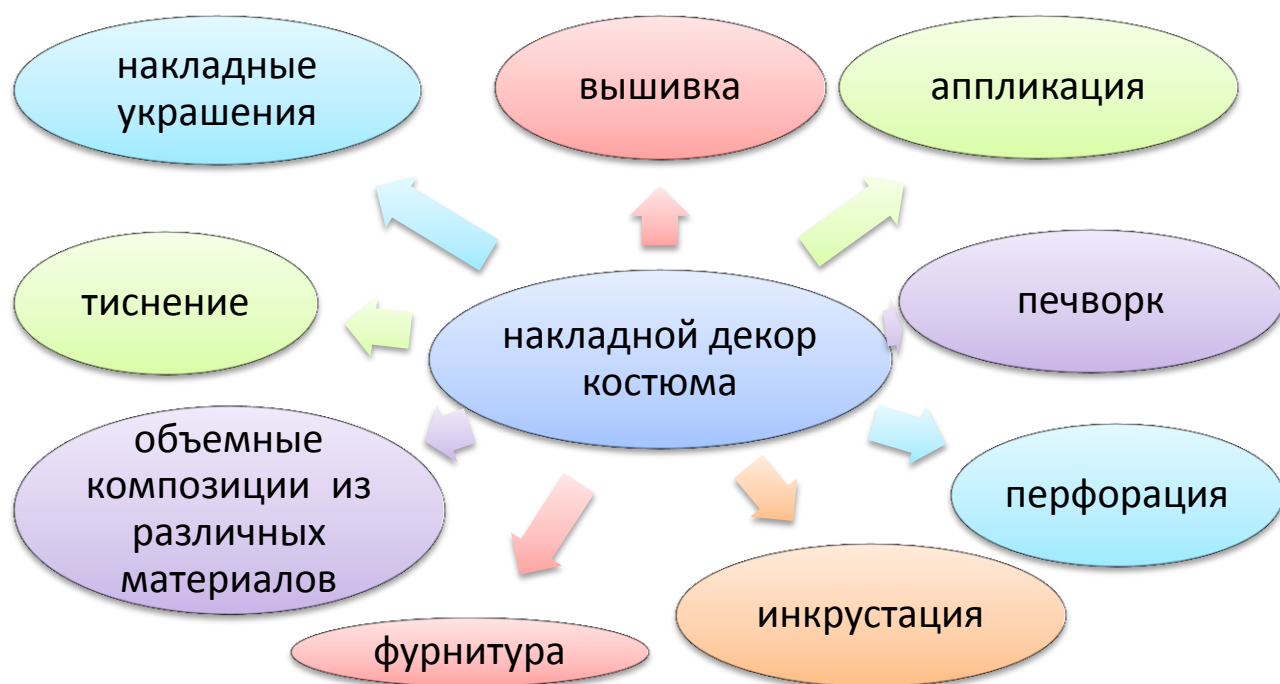 накладные
украшения
вышивка
аппликация
тиснение
накладной декор
костюма
печворк
объемные
композиции из
различных
материалов
перфорация
инкрустация
фурнитура